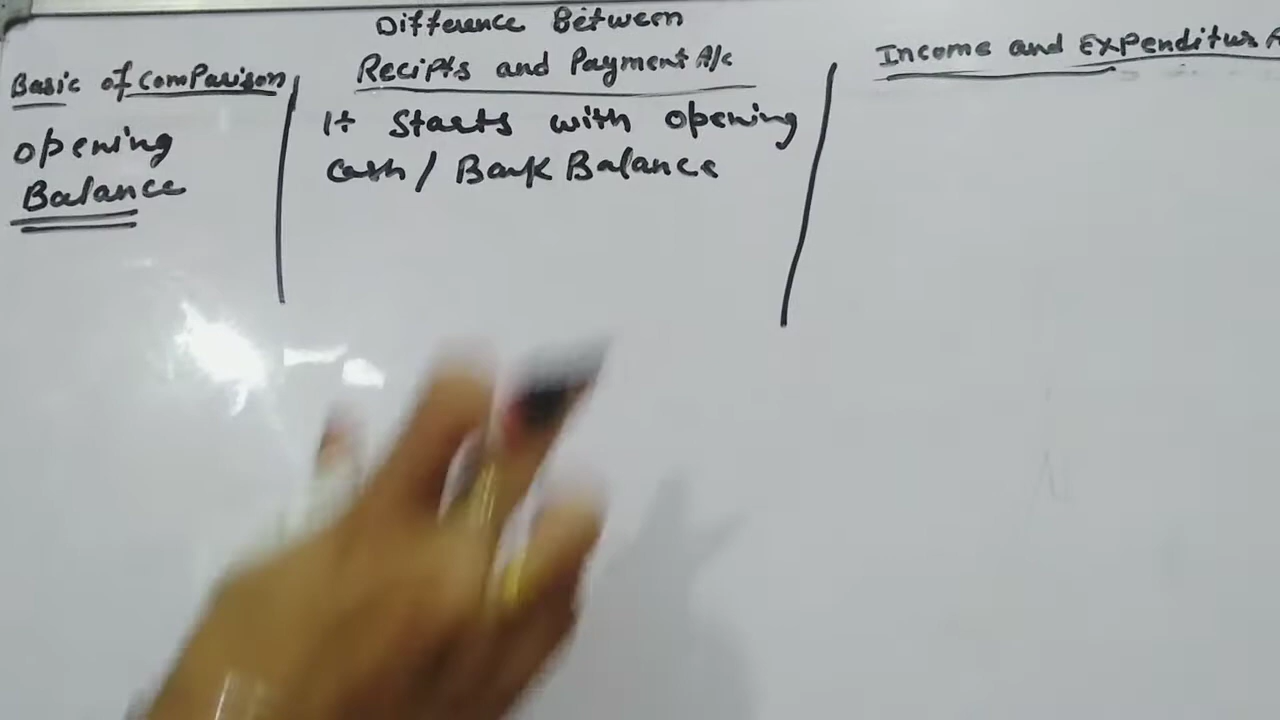 Difference Between
Basic of Comparison
Recipts and Payment A/c
Income and Expenditur A
Opening
Balance
It Starts with opening
Cash / Bank Balance